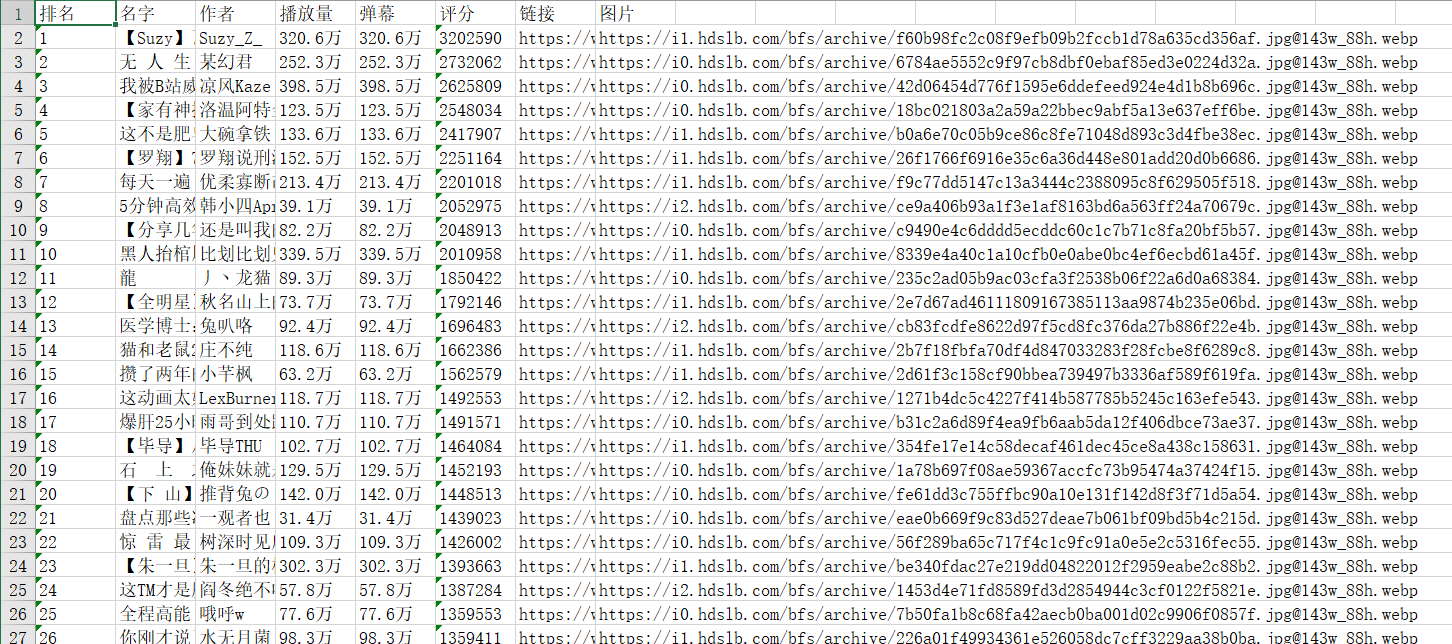 1 排名 名字 作者 播放量 弹幕 评分 链接 图片
2 1 【Suzy】 Suzy_Z_ 320.6万 320.6万 3202590 https://w https://i1.hdslb.com/bfs/archive/f60b98fc2c08f9efb09b2fccb1d78a635cd356af.jpg@143w_88h.webp
3 2 无 人 生 某幻君 252.3万 252.3万 2732062 https://w https://i0.hdslb.com/bfs/archive/6784ae5552c9f97cb8dbf0ebaf85ed3e0224d32a.jpg@143w_88h.webp
4 3 我被B站威 凉风Kaze 398.5万 398.5万 2625809 https://w https://i0.hdslb.com/bfs/archive/42d06454d776f1595e6ddefeed924e4d1b8b696c.jpg@143w_88h.webp
5 4 【家有神 洛温阿特 123.5万 123.5万 2548034 https://w https://i0.hdslb.com/bfs/archive/18bc021803a2a59a22bbec9abf5a13e637eff6be.jpg@143w_88h.webp
6 5 这不是肥 大碗拿铁 133.6万 133.6万 2417907 https://w https://i0.hdslb.com/bfs/archive/b0a6e70c05b9ce86c8fe71048d893c3d4fbe38ec.jpg@143w_88h.webp
7 6 【罗翔】 罗翔说刑 152.5万 152.5万 2251164 https://w https://i1.hdslb.com/bfs/archive/26f1766f6916e35c6a36d448e801add20d0b6686.jpg@143w_88h.webp
8 7 每天一遍 优柔寡断 213.4万 213.4万 2201018 https://w https://i1.hdslb.com/bfs/archive/f9c77dd5147c13a3444c2388095c8f629505f518.jpg@143w_88h.webp
9 8 5分钟高效 韩小四Apr 39.1万 39.1万 2052975 https://w https://i2.hdslb.com/bfs/archive/ce9a406b93a1f3e1af8163bd6a563ff24a70679c.jpg@143w_88h.webp
10 9 【分享几 还是叫我 82.2万 82.2万 2048913 https://w https://i0.hdslb.com/bfs/archive/c9490e4c6dddd5ecddc60c1c7b71c8fa20bf5b57.jpg@143w_88h.webp
11 10 黑人抬棺 比划比划 339.5万 339.5万 2010958 https://w https://i1.hdslb.com/bfs/archive/8339e4a40c1a10cfb0e0abe0bc4ef6ecbd61a45f.jpg@143w_88h.webp
12 11 龍 丿丶龙猫 89.3万 89.3万 1850422 https://w https://i0.hdslb.com/bfs/archive/235c2ad05b9ac03cfa3f2538b06f22a6d0a68384.jpg@143w_88h.webp
13 12 【全明星 秋名山上 73.7万 73.7万 1792146 https://w https://i1.hdslb.com/bfs/archive/2e7d67ad46111809167385113aa9874b235e06bd.jpg@143w_88h.webp
14 13 医学博士 兔叭咯 92.4万 92.4万 1696483 https://w https://i2.hdslb.com/bfs/archive/cb83fcdfe8622d97f5cd8fc376da27b886f22e4b.jpg@143w_88h.webp
15 14 猫和老鼠 庄不纯 118.6万 118.6万 1662386 https://w https://i1.hdslb.com/bfs/archive/2b7f18fbfa70df4d847033283f28fcbe8f6289c8.jpg@143w_88h.webp
16 15 攒了两年 小芊枫 63.2万 63.2万 1562579 https://w https://i1.hdslb.com/bfs/archive/2d61f3c158cf90bbea739497b3336af589f619fa.jpg@143w_88h.webp
17 16 这动画太 LexBurner 118.7万 118.7万 1492553 https://w https://i2.hdslb.com/bfs/archive/1271b4dc5c4227f414b587785b5245c163efe543.jpg@143w_88h.webp
18 17 爆肝25小 雨哥到处 110.7万 110.7万 1491571 https://w https://i0.hdslb.com/bfs/archive/b31c2a6d89f4ea9fb6aab5da12f406dbce73ae37.jpg@143w_88h.webp
19 18 【毕导】 毕导THU 102.7万 102.7万 1464084 https://w https://i1.hdslb.com/bfs/archive/354fe17e14c58decaf461dec45ce8a438c158631.jpg@143w_88h.webp
20 19 石 上 俺妹妹就 129.5万 129.5万 1452193 https://w https://i0.hdslb.com/bfs/archive/1a78b697f08ae59367accfc73b95474a37424f15.jpg@143w_88h.webp
21 20 【下 山】 推背兔の 142.0万 142.0万 1448513 https://w https://i0.hdslb.com/bfs/archive/fe61dd3c755ffbc90a10e131f142d8f3f71d5a54.jpg@143w_88h.webp
22 21 盘点那些 一观者也 31.4万 31.4万 1439023 https://w https://i0.hdslb.com/bfs/archive/eae0b669f9c83d527deae7b061bf09bd5b4c215d.jpg@143w_88h.webp
23 22 惊 雷 最 树深时见 109.3万 109.3万 1426002 https://w https://i0.hdslb.com/bfs/archive/56f289ba65c717f4c1c9fc91a0e5e2c5316fec55.jpg@143w_88h.webp
24 23 【朱一旦 朱一旦的 302.3万 302.3万 1393663 https://w https://i1.hdslb.com/bfs/archive/be340fdac27e219dd04822012f2959eabe2c88b2.jpg@143w_88h.webp
25 24 这TM才是 阎冬绝不 57.8万 57.8万 1387284 https://w https://i2.hdslb.com/bfs/archive/1453d4e71fd8589fd3d2854944c3cf0122f5821e.jpg@143w_88h.webp
26 25 全程高能 哦呼w 77.6万 77.6万 1359553 https://w https://i0.hdslb.com/bfs/archive/7b50fa1b8c68fa42aecb0ba001d02c9906f0857f.jpg@143w_88h.webp
27 26 你刚才说 水无月菌 98.3万 98.3万 1359411 https://w https://i1.hdslb.com/bfs/archive/226a01f49934361e526058dc7cff3229aa38b0ba.jpg@143w_88h.webp